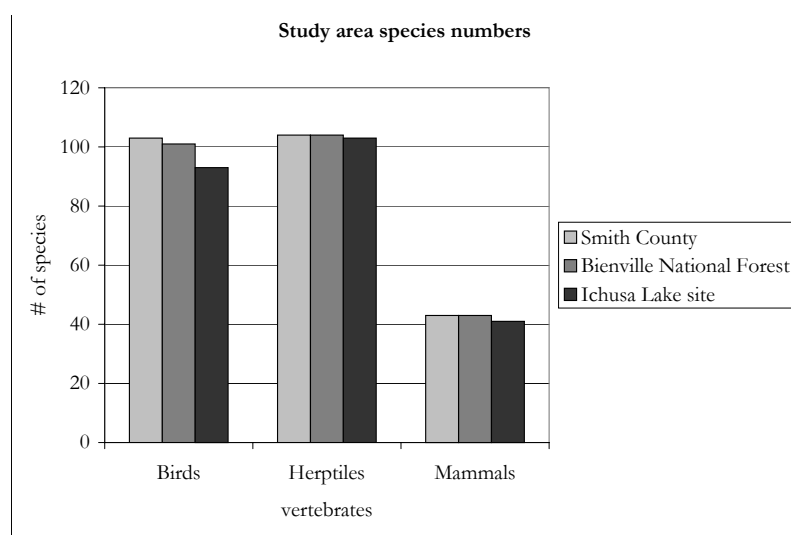 Study area species numbers
120
100
80
60
40
20
0
# of species
Birds
Herptiles
Mammals
vertebrates
Smith County
Bienville National Forest
Ichusa Lake site